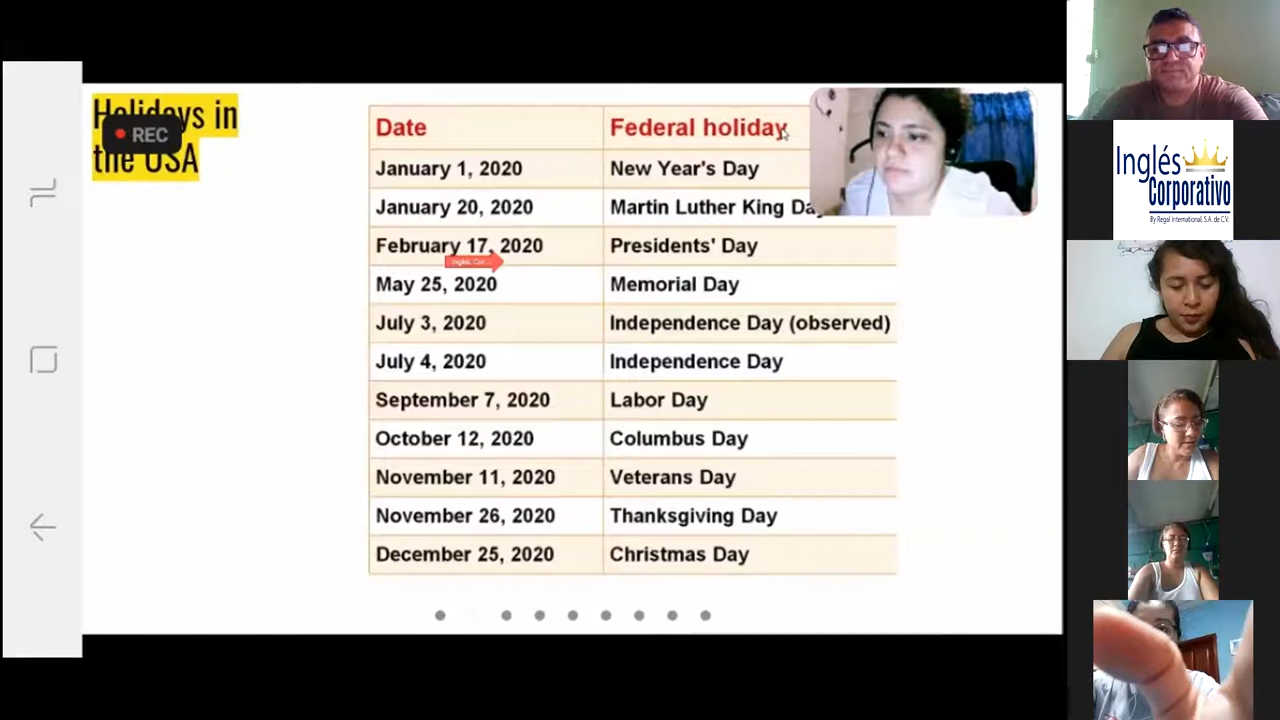 Holidays in
the USA
REC
Date Federal holiday
January 1, 2020 New Year's Day
January 20, 2020 Martin Luther King Day
February 17, 2020 Presidents' Day
May 25, 2020 Memorial Day
July 3, 2020 Independence Day (observed)
July 4, 2020 Independence Day
September 7, 2020 Labor Day
October 12, 2020 Columbus Day
November 11, 2020 Veterans Day
November 26, 2020 Thanksgiving Day
December 25, 2020 Christmas Day
Inglés
Corporativo
By Regal International, S.A. de C.V.